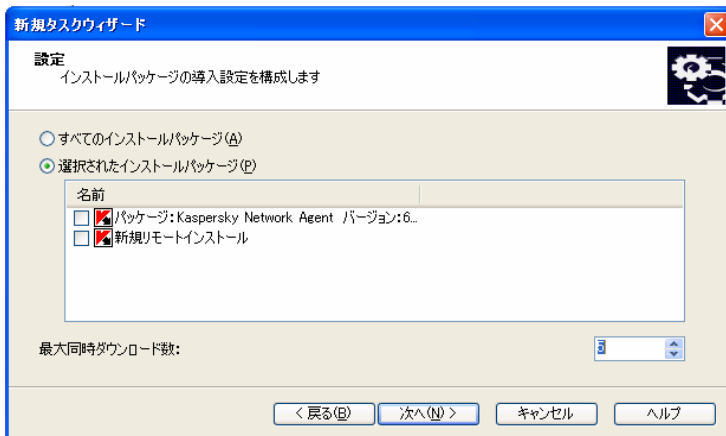 新規タスクウィザード
設定
インストールパッケージの導入設定を構成します
すべてのインストールパッケージ(A)
選択されたインストールパッケージ(P)
名前
パッケージ:Kaspersky Network Agent バージョン:6...
新規リモートインストール
最大同時ダウンロード数: 5
< 戻る(B) 次へ(N) > キャンセル ヘルプ